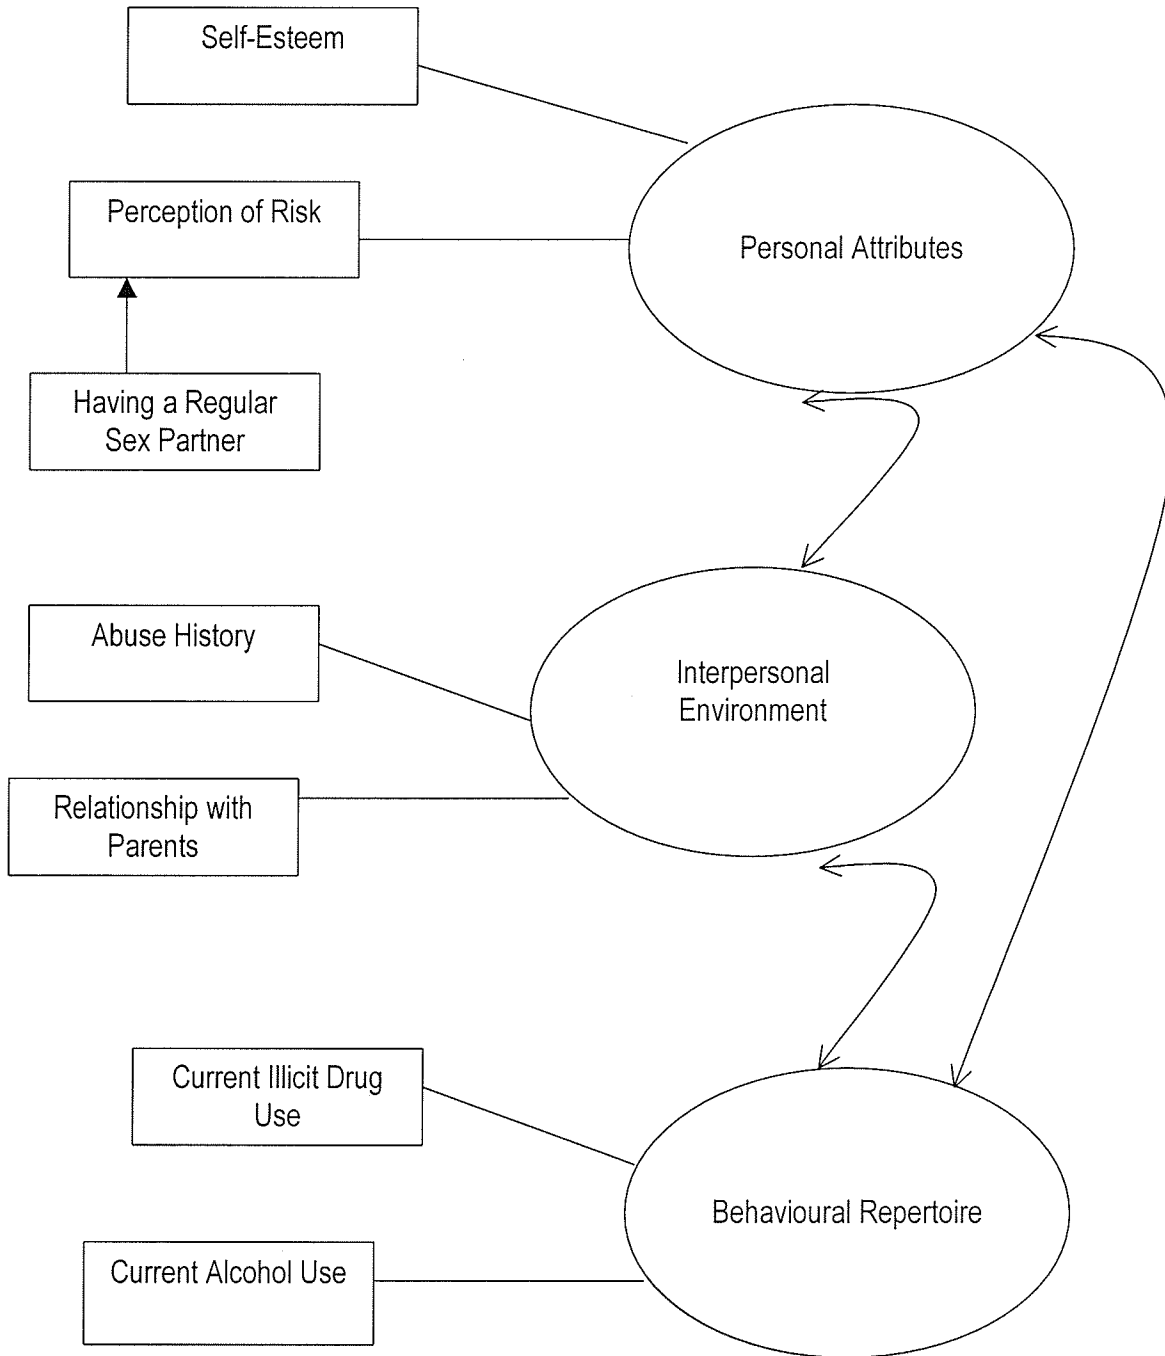 Self-Esteem
Perception of Risk
Personal Attributes
Having a Regular
Sex Partner
Abuse History
Interpersonal
Environment
Relationship with
Parents
Current Illicit Drug
Use
Behavioural Repertoire
Current Alcohol Use